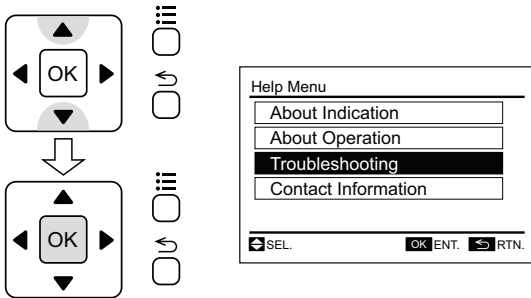 OK
OK
Help Menu
About Indication
About Operation
Troubleshooting
Contact Information
SEL. OK ENT. RTN.